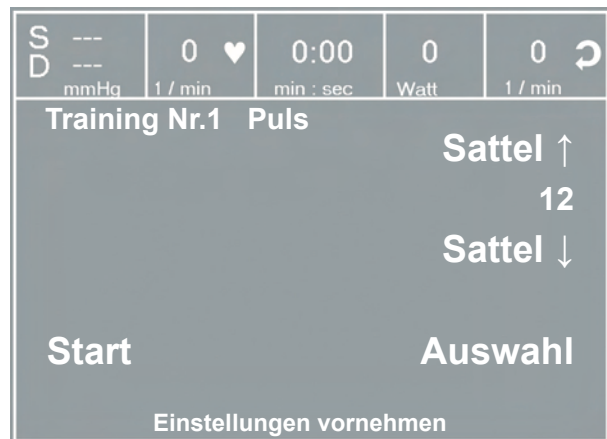 S ---
D ---
mmHg
0 ♥
1 / min
0:00
min : sec
0
Watt
0
1 / min
Training Nr.1 Puls
Sattel ↑
12
Sattel ↓
Start Auswahl
Einstellungen vornehmen